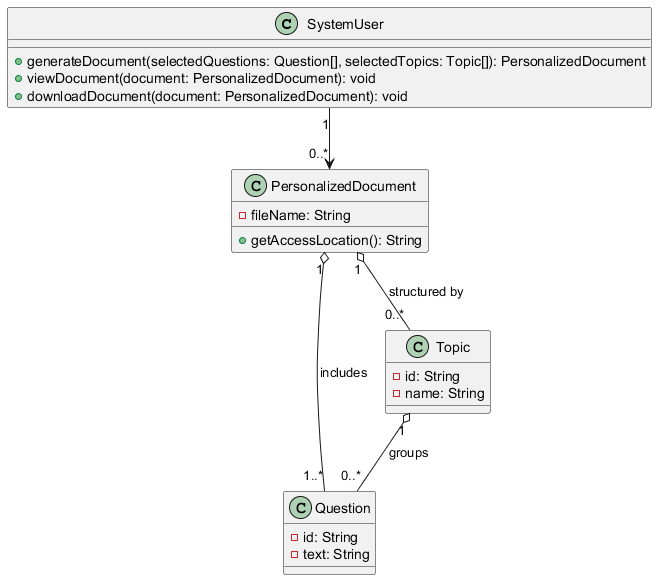 C SystemUser
generateDocument(selectedQuestions: Question[], selectedTopics: Topic[]): PersonalizedDocument
viewDocument(document: PersonalizedDocument): void
downloadDocument(document: PersonalizedDocument): void
1
0..*
C PersonalizedDocument
fileName: String
getAccessLocation(): String
1
1
structured by
0..*
C Topic
id: String
name: String
includes
1
groups
1..*
0..*
C Question
id: String
text: String